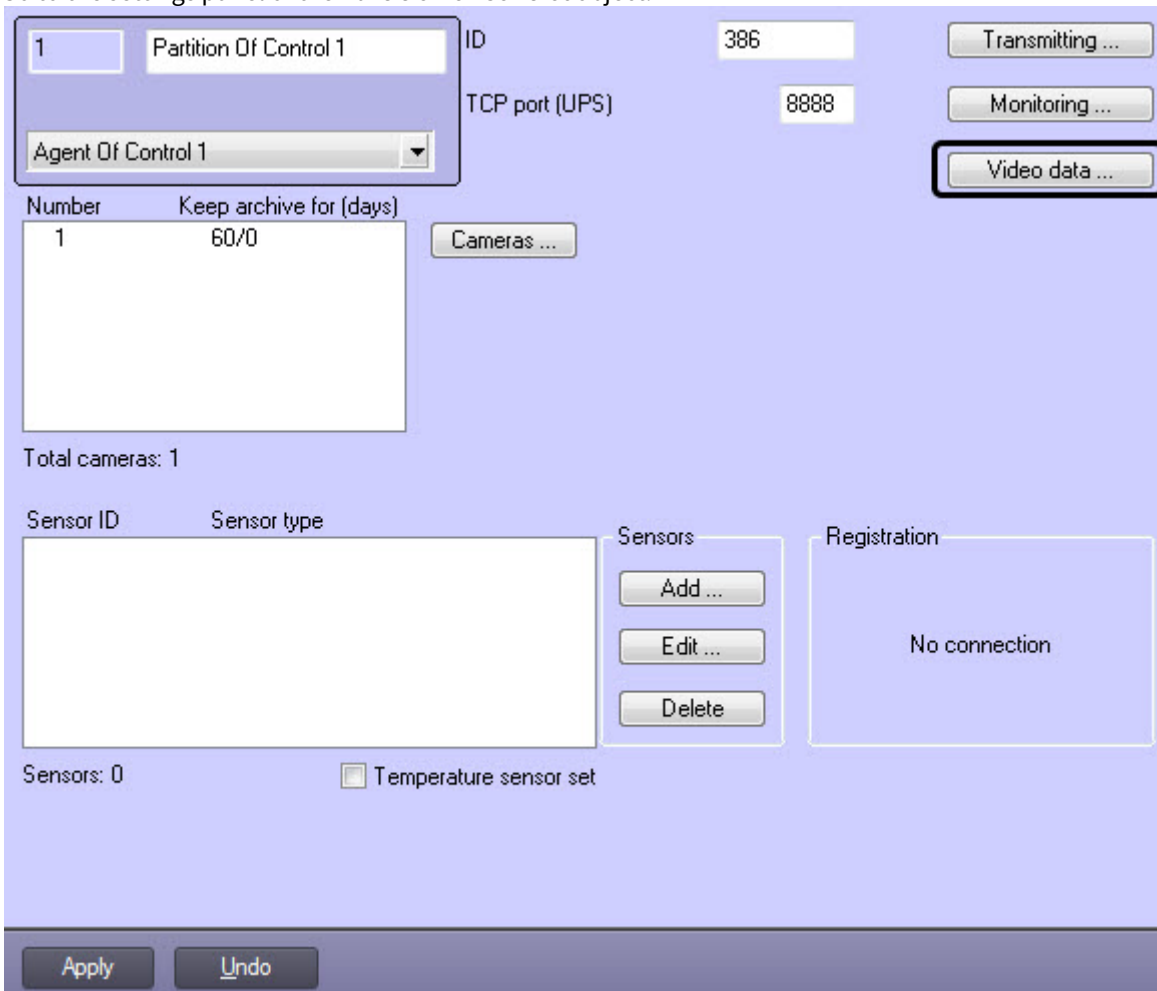 1 Partition Of Control 1
ID 386
Transmitting ...
TCP port (UPS) 8888
Monitoring ...
Agent Of Control 1
Video data ...
Number Keep archive for (days)
1 60/0
Cameras ...
Total cameras: 1
Sensor ID Sensor type
Sensors
Registration
Add ...
Edit ...
No connection
Delete
Sensors: 0
Temperature sensor set
Apply Undo